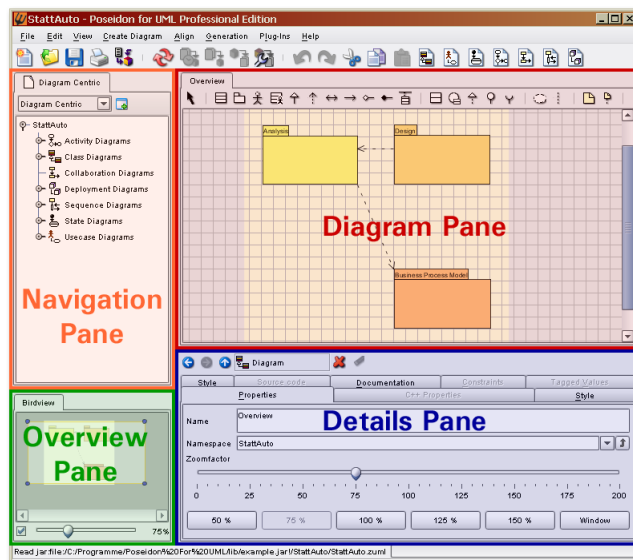 StattAuto - Poseidon for UML Professional Edition
File Edit View Create Diagram Align Generation Plug-Ins Help
Diagram Centric
Diagram Centric
StattAuto
Activity Diagrams
Class Diagrams
Collaboration Diagrams
Deployment Diagrams
Sequence Diagrams
State Diagrams
Usecase Diagrams
Navigation
Pane
Overview
Analysis
Design
Diagram Pane
Business Process Model
Birdview
Overview
Pane
75%
Diagram
Style Source code Documentation Constraints Tagged Values
Properties C++ Properties Style
Name Overview
Details Pane
Namespace StattAuto
Zoomfactor
0 25 50 75 100 125 150 175 200
50 % 75 % 100 % 125 % 150 % Window
Read jar:file:/C:/Programme/Poseidon%20For%20UML/lib/example.jar!/StattAuto/StattAuto.zuml